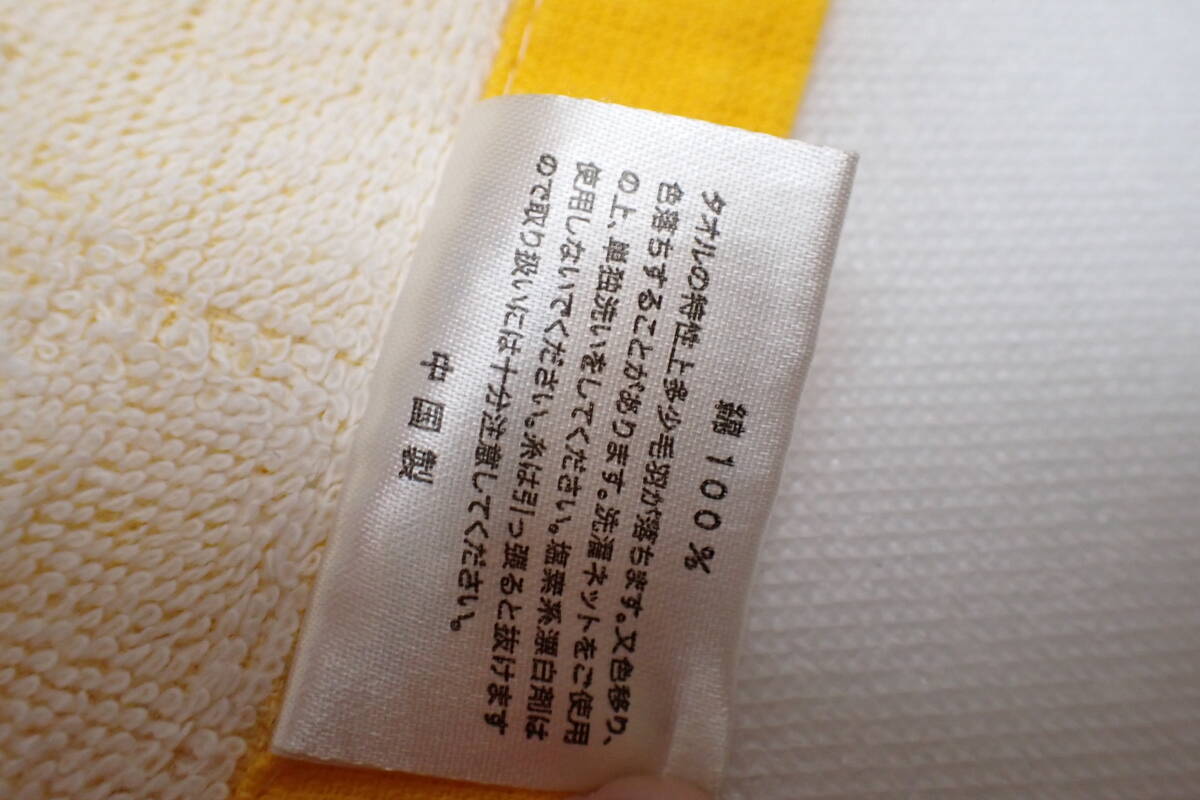 綿100%
タオルの特性上多少毛羽が落ちます。又色移り、
色落ちすることがあります。洗濯ネットをご使用
の上、単独洗いをしてください。塩素系漂白剤は
使用しないでください。糸は引っ張ると抜けます
ので取り扱いには十分注意してください。
中国製